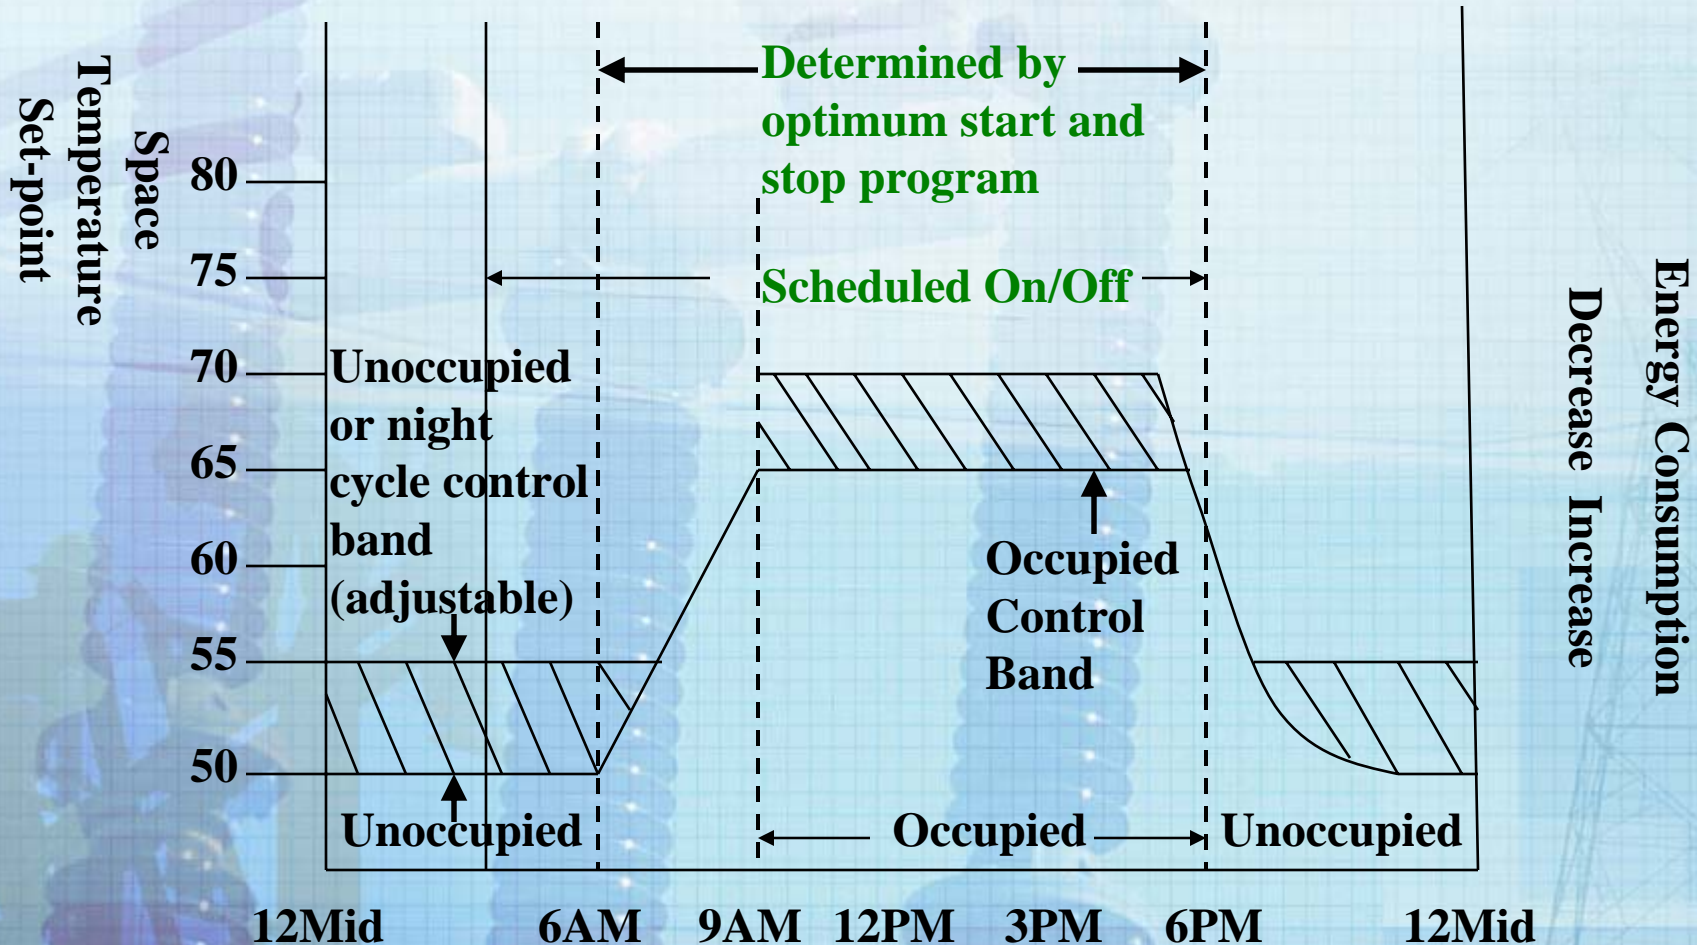 Space
Temperature
Set-point
80
75
70
65
60
55
50
Determined by
optimum start and
stop program
Scheduled On/Off
Unoccupied
or night
cycle control
band
(adjustable)
Occupied
Control
Band
Unoccupied
Occupied
Unoccupied
12Mid 6AM 9AM 12PM 3PM 6PM 12Mid
Energy Consumption
Decrease Increase